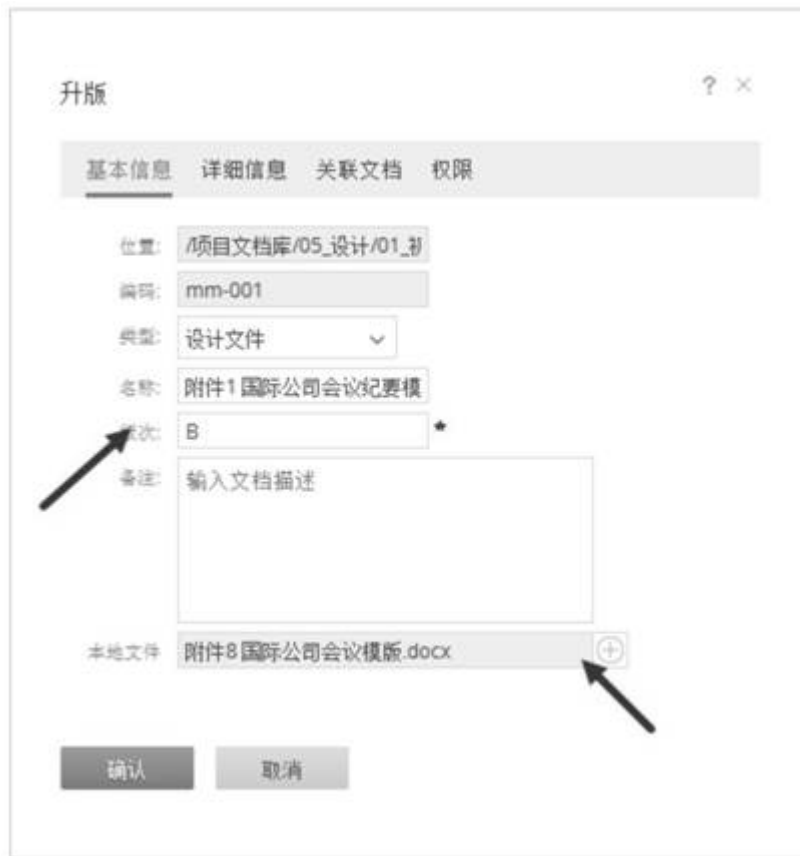 升版
? ×
基本信息 详细信息 关联文档 权限
位置: /项目文档库/05_设计/01_初
编码: mm-001
类型: 设计文件
名称: 附件1国际公司会议纪要模
次: B *
备注: 输入文档描述
本地文件 附件8国际公司会议模版.docx
确认 取消